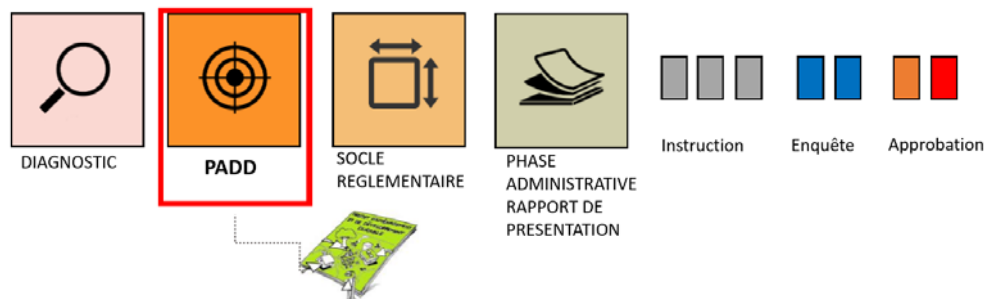 DIAGNOSTIC
PADD
SOCLE
REGLEMENTAIRE
PHASE
ADMINISTRATIVE
RAPPORT DE
PRESENTATION
Instruction
Enquête
Approbation